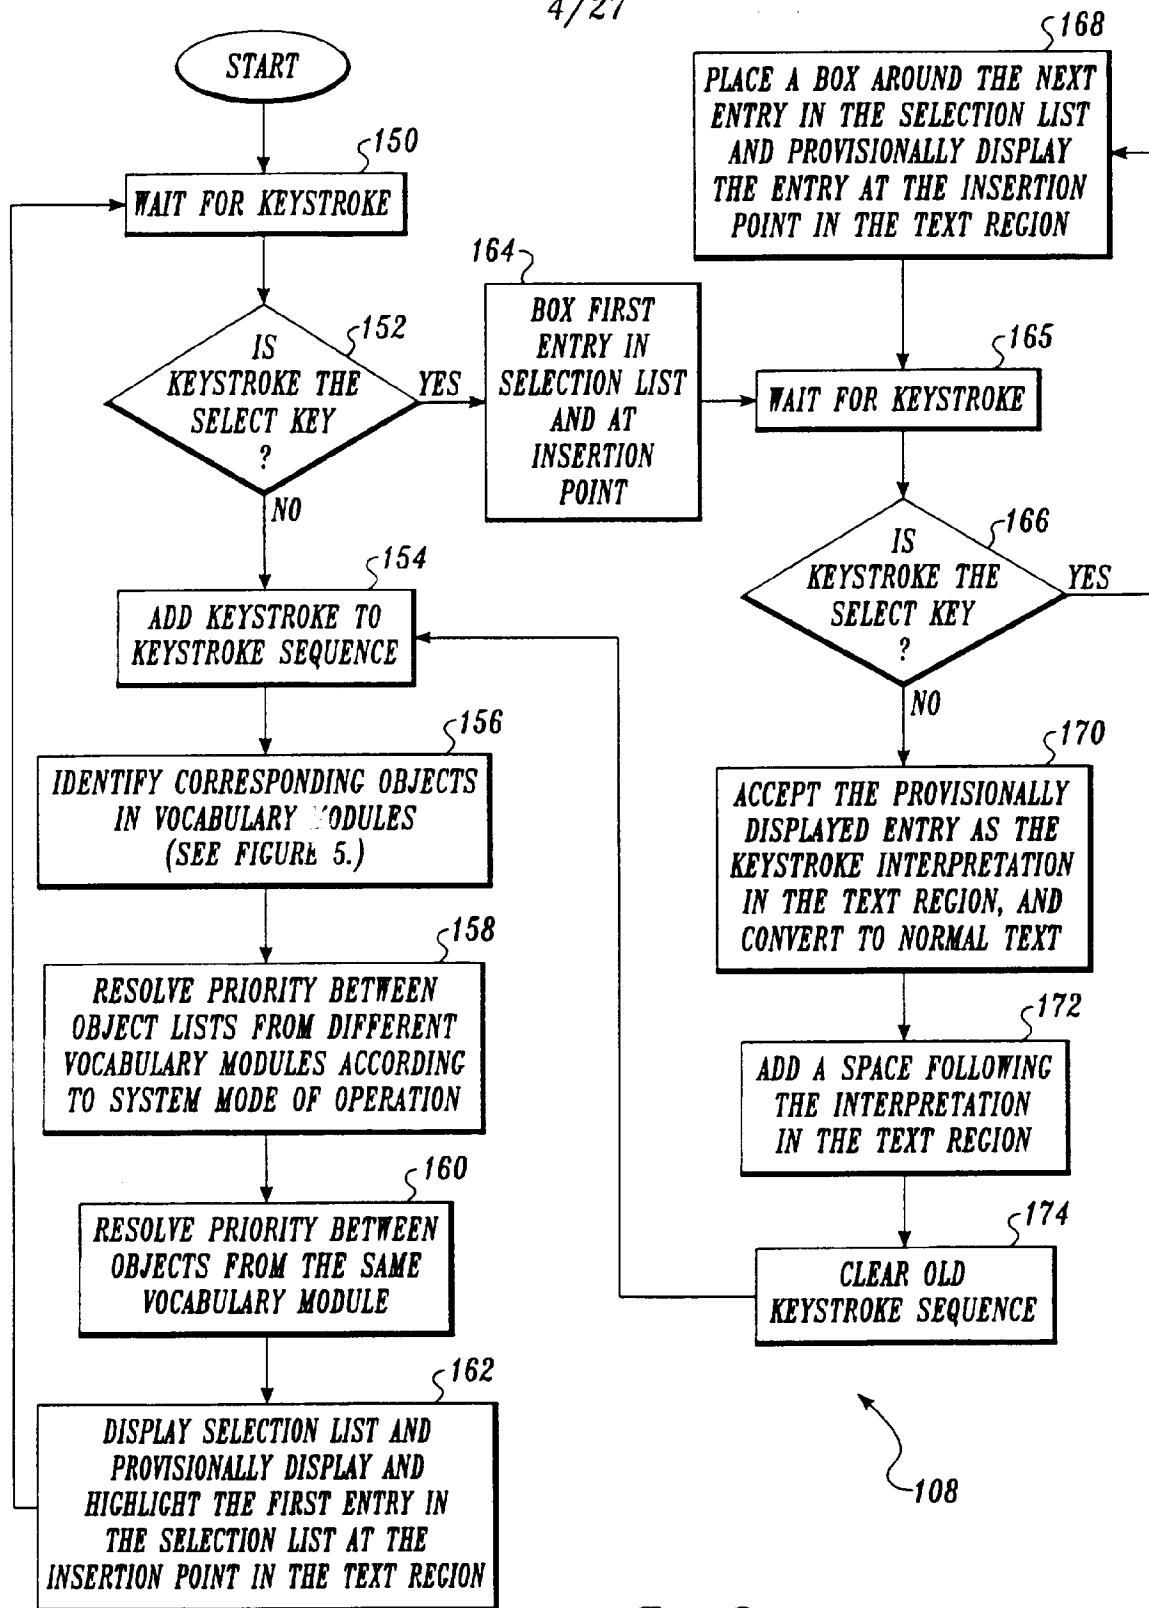 4/27
START
150
WAIT FOR KEYSTROKE
152
IS
KEYSTROKE THE
SELECT KEY
?
YES
NO
154
ADD KEYSTROKE TO
KEYSTROKE SEQUENCE
156
IDENTIFY CORRESPONDING OBJECTS
IN VOCABULARY ODULES
(SEE FIGURE 5.)
158
RESOLVE PRIORITY BETWEEN
OBJECT LISTS FROM DIFFERENT
VOCABULARY MODULES ACCORDING
TO SYSTEM MODE OF OPERATION
160
RESOLVE PRIORITY BETWEEN
OBJECTS FROM THE SAME
VOCABULARY MODULE
162
DISPLAY SELECTION LIST AND
PROVISIONALLY DISPLAY AND
HIGHLIGHT THE FIRST ENTRY IN
THE SELECTION LIST AT THE
INSERTION POINT IN THE TEXT REGION
164
BOX FIRST
ENTRY IN
SELECTION LIST
AND AT
INSERTION
POINT
168
PLACE A BOX AROUND THE NEXT
ENTRY IN THE SELECTION LIST
AND PROVISIONALLY DISPLAY
THE ENTRY AT THE INSERTION
POINT IN THE TEXT REGION
165
WAIT FOR KEYSTROKE
166
IS
KEYSTROKE THE
SELECT KEY
?
YES
NO
170
ACCEPT THE PROVISIONALLY
DISPLAYED ENTRY AS THE
KEYSTROKE INTERPRETATION
IN THE TEXT REGION, AND
CONVERT TO NORMAL TEXT
172
ADD A SPACE FOLLOWING
THE INTERPRETATION
IN THE TEXT REGION
174
CLEAR OLD
KEYSTROKE SEQUENCE
108